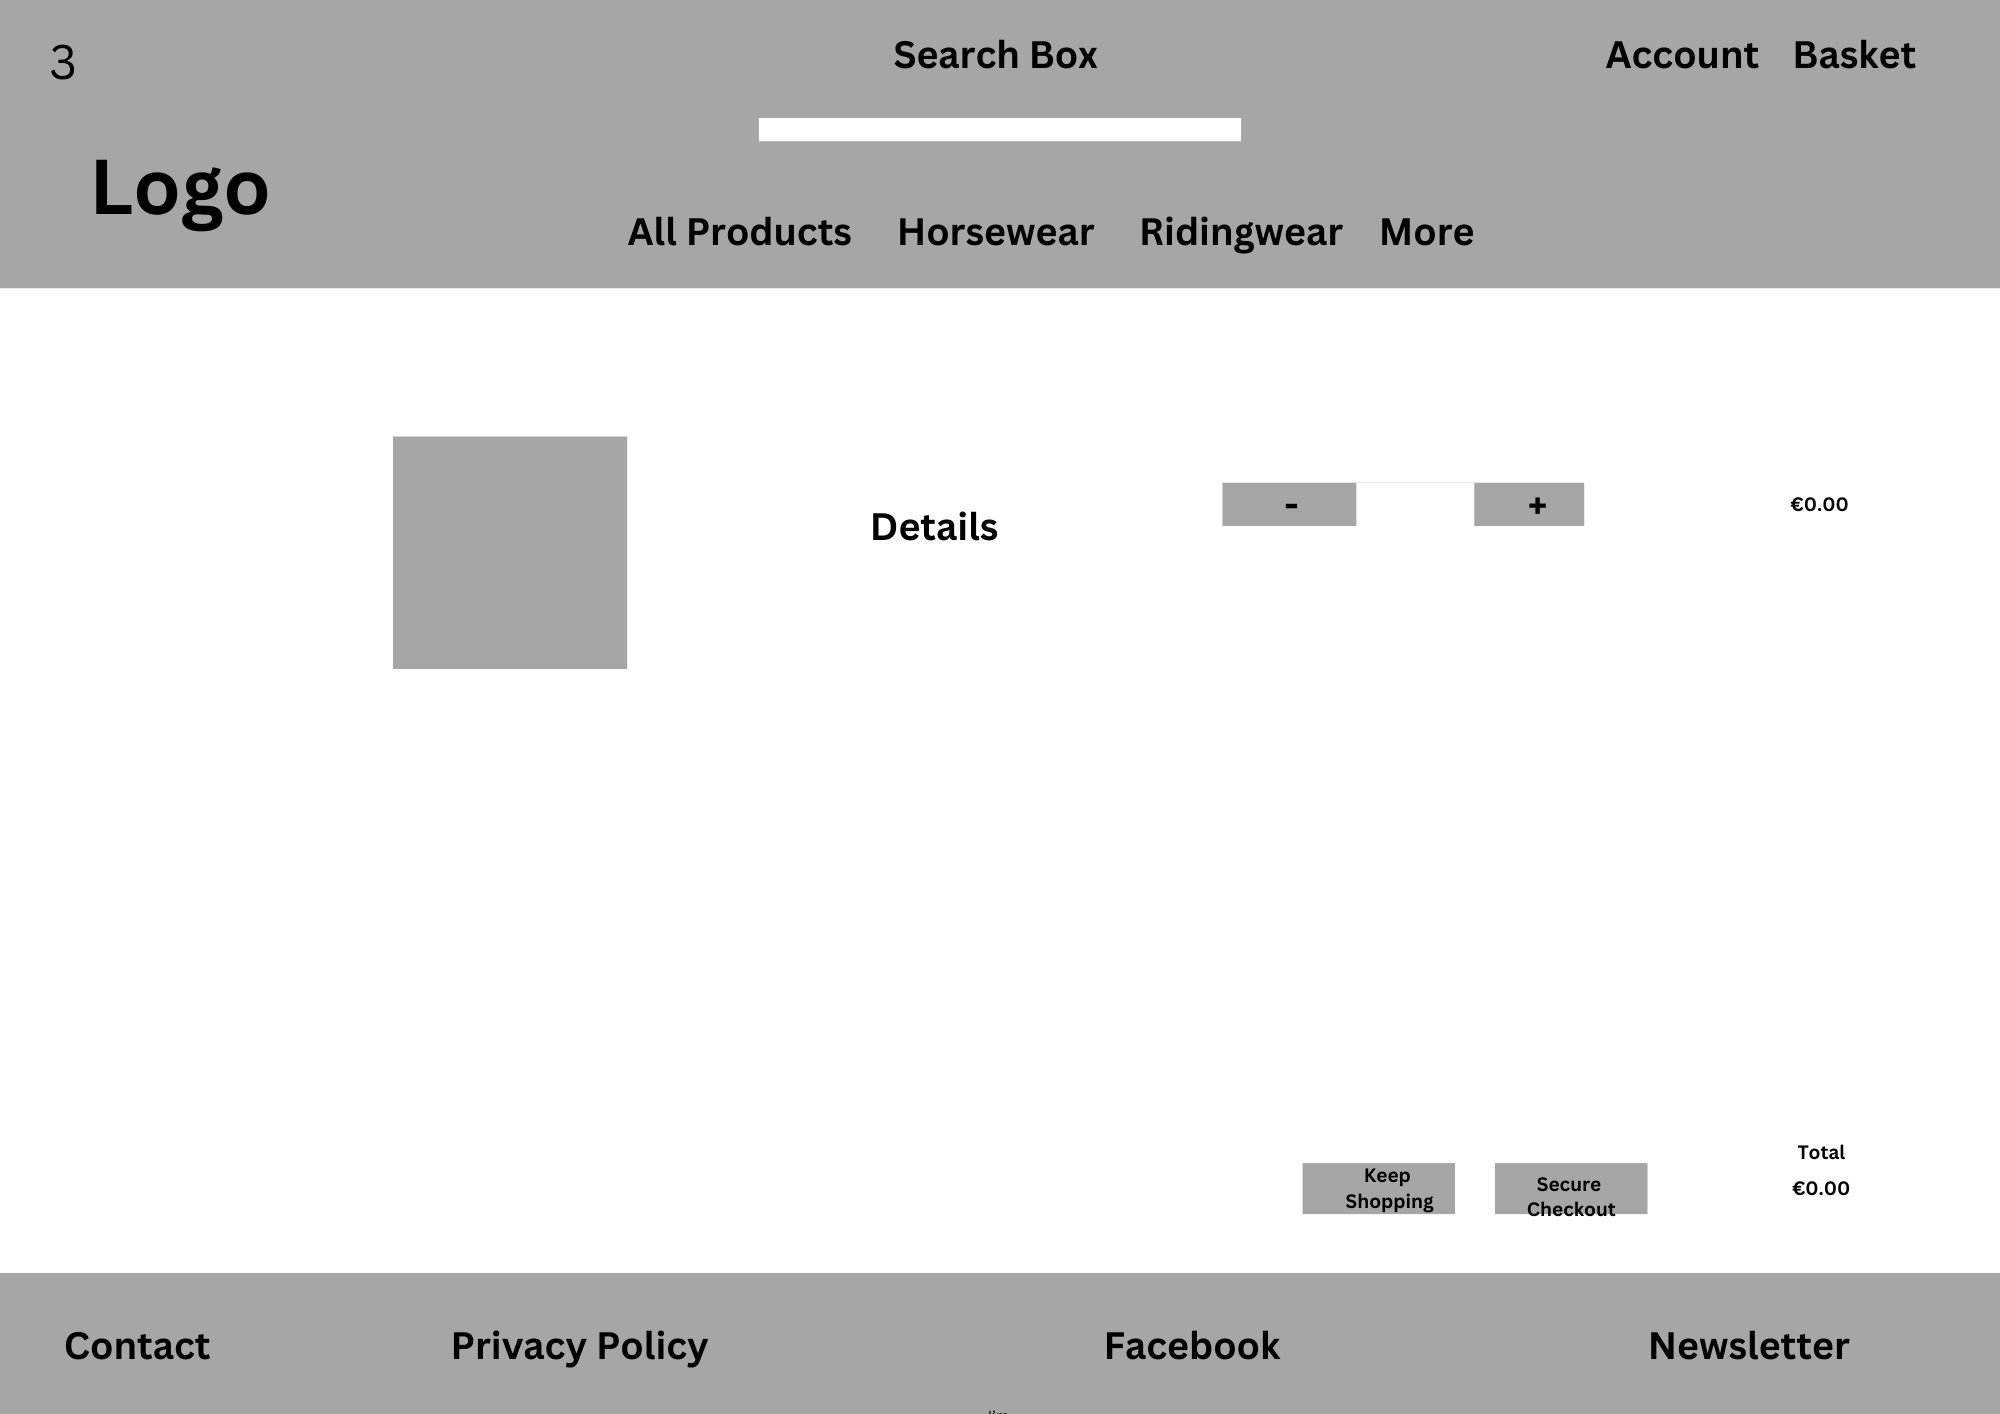 3
Search Box
Account Basket
Logo
All Products Horsewear Ridingwear More
- + €0.00
Details
Total
Keep
Shopping
Secure
Checkout
€0.00
Contact Privacy Policy Facebook Newsletter